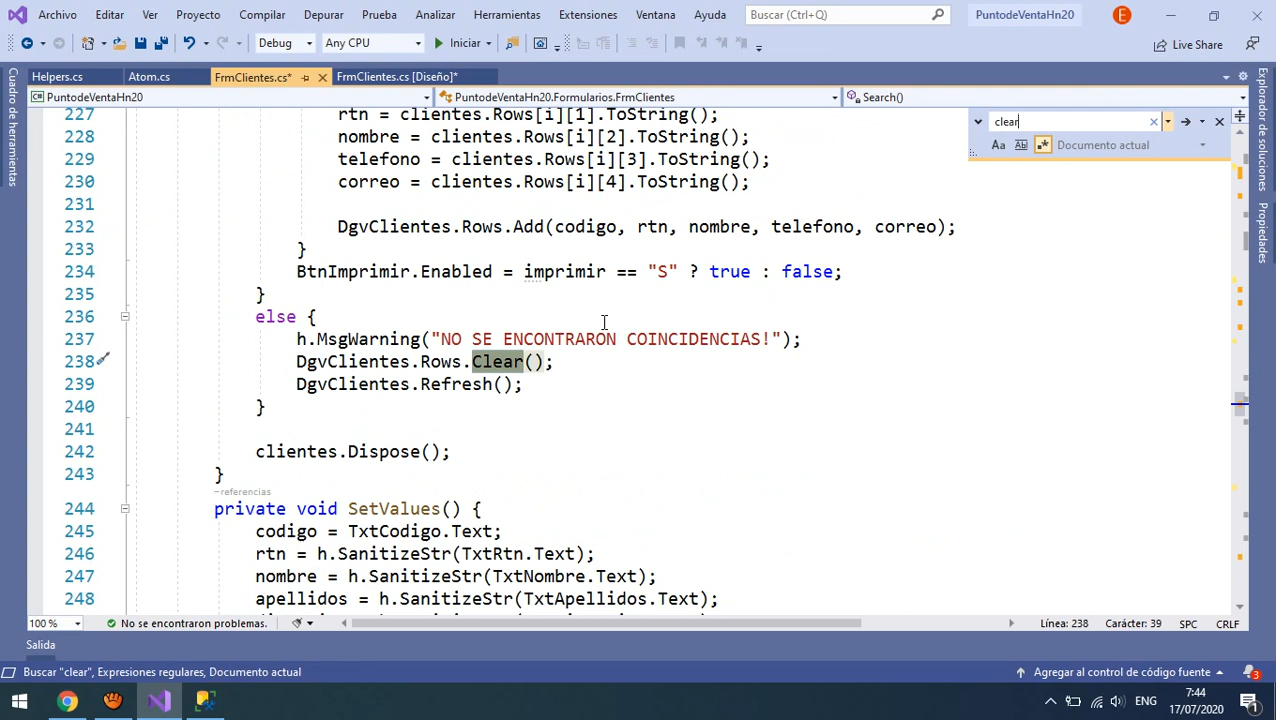 Archivo Editar Ver Proyecto Compilar Depurar Prueba Analizar Herramientas Extensiones Ventana Ayuda Buscar (Ctrl+Q) PuntodeVentaHn20 E
Debug Any CPU Iniciar Live Share
Helpers.cs Atom.cs FrmClientes.cs* FrmClientes.cs [Diseño]*
PuntodeVentaHn20 PuntodeVentaHn20.Formularios.FrmClientes Search()
Cuadro de herramientas
Explorador de soluciones
Propiedades
clear
Aa Ab Documento actual
227 rtn = clientes.Rows[i][1].ToString();
228 nombre = clientes.Rows[i][2].ToString();
229 telefono = clientes.Rows[i][3].ToString();
230 correo = clientes.Rows[i][4].ToString();
231
232 DgvClientes.Rows.Add(codigo, rtn, nombre, telefono, correo);
233 }
234 BtnImprimir.Enabled = imprimir == "S" ? true : false;
235 }
236 else {
237 h.MsgWarning("NO SE ENCONTRARON COINCIDENCIAS!");
238 DgvClientes.Rows.Clear();
239 DgvClientes.Refresh();
240 }
241
242 clientes.Dispose();
243 }
−referencias
244 private void SetValues() {
245 codigo = TxtCodigo.Text;
246 rtn = h.SanitizeStr(TxtRtn.Text);
247 nombre = h.SanitizeStr(TxtNombre.Text);
248 apellidos = h.SanitizeStr(TxtApellidos.Text);
100 % No se encontraron problemas. Línea: 238 Carácter: 39 SPC CRLF
Salida
Buscar "clear", Expresiones regulares, Documento actual Agregar al control de código fuente 3
ENG 7:44
17/07/2020 1